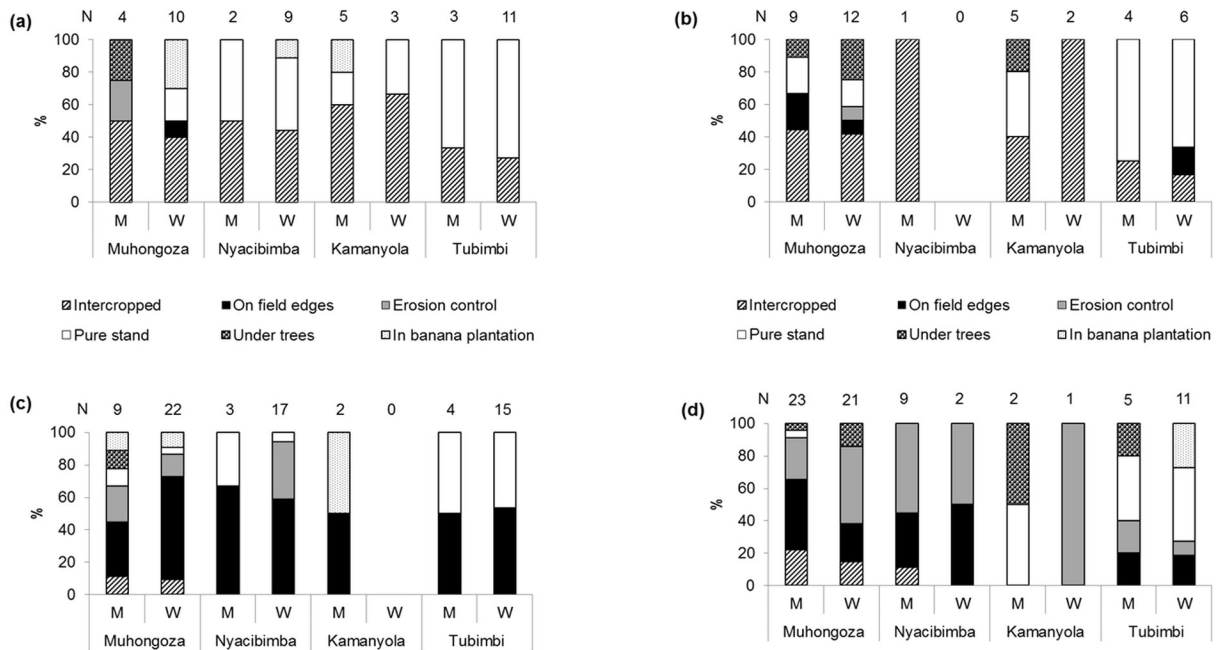 (a)
N 4 10 2 9 5 3 3 11
100
80
60
40
20
0
%
M W M W M W M W
Muhongoza Nyacibimba Kamanyola Tubimbi
(b)
N 9 12 1 0 5 2 4 6
100
80
60
40
20
0
%
M W M W M W M W
Muhongoza Nyacibimba Kamanyola Tubimbi
Intercropped On field edges Erosion control
Pure stand Under trees In banana plantation
Intercropped On field edges Erosion control
Pure stand Under trees In banana plantation
(c)
N 9 22 3 17 2 0 4 15
100
80
60
40
20
0
%
M W M W M W M W
Muhongoza Nyacibimba Kamanyola Tubimbi
(d)
N 23 21 9 2 2 1 5 11
100
80
60
40
20
0
%
M W M W M W M W
Muhongoza Nyacibimba Kamanyola Tubimbi